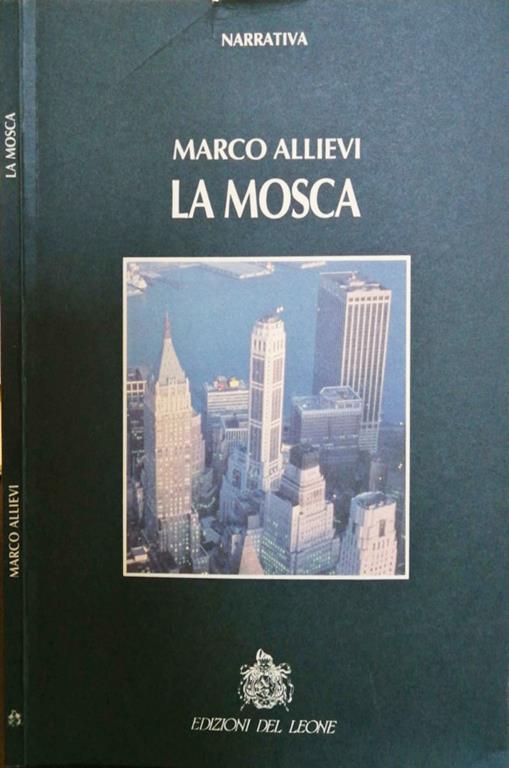 NARRATIVA
MARCO ALLIEVI
LA MOSCA
EDIZIONI DEL LEONE
LA MOSCA
MARCO ALLIEVI